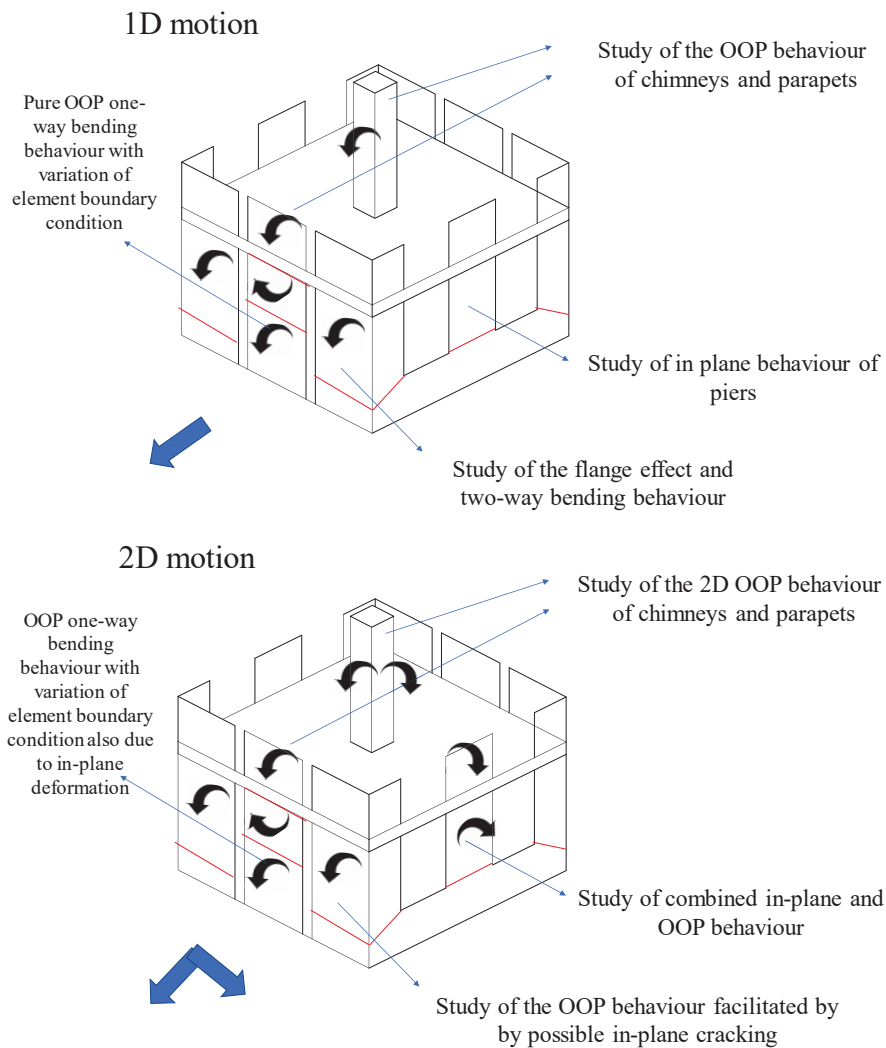 1D motion
Study of the OOP behaviour
of chimneys and parapets
Pure OOP one-
way bending
behaviour with
variation of
element boundary
condition
Study of in plane behaviour of
piers
Study of the flange effect and
two-way bending behaviour
2D motion
Study of the 2D OOP behaviour
of chimneys and parapets
OOP one-way
bending
behaviour with
variation of
element boundary
condition also due
to in-plane
deformation
Study of combined in-plane and
OOP behaviour
Study of the OOP behaviour facilitated by
by possible in-plane cracking